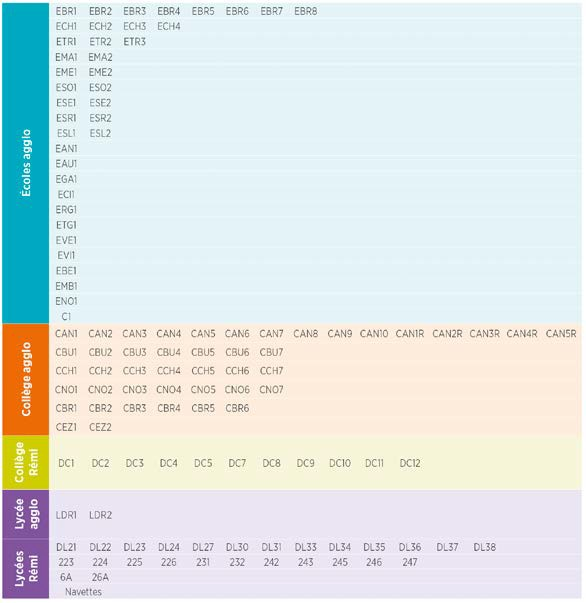 Écoles agglo
EBR1 EBR2 EBR3 EBR4 EBR5 EBR6 EBR7 EBR8
ECH1 ECH2 ECH3 ECH4
ETR1 ETR2 ETR3
EMA1 EMA2
EME1 EME2
ESO1 ESO2
ESE1 ESE2
ESR1 ESR2
ESL1 ESL2
EAN1
EAU1
EGA1
ECI1
ERG1
ETG1
EVE1
EVI1
EBE1
EMB1
ENO1
C1
Collège agglo
CAN1 CAN2 CAN3 CAN4 CAN5 CAN6 CAN7 CAN8 CAN9 CAN10 CAN1R CAN2R CAN3R CAN4R CAN5R
CBU1 CBU2 CBU3 CBU4 CBU5 CBU6 CBU7
CCH1 CCH2 CCH3 CCH4 CCH5 CCH6 CCH7
CNO1 CNO2 CNO3 CNO4 CNO5 CNO6 CNO7
CBR1 CBR2 CBR3 CBR4 CBR5 CBR6
CEZ1 CEZ2
Collège
Rémi
DC1 DC2 DC3 DC4 DC5 DC7 DC8 DC9 DC10 DC11 DC12
Lycée
agglo
LDR1 LDR2
Lycées
Rémi
DL21 DL22 DL23 DL24 DL27 DL30 DL31 DL33 DL34 DL35 DL36 DL37 DL38
223 224 225 226 231 232 242 243 245 246 247
6A 26A
Navettes